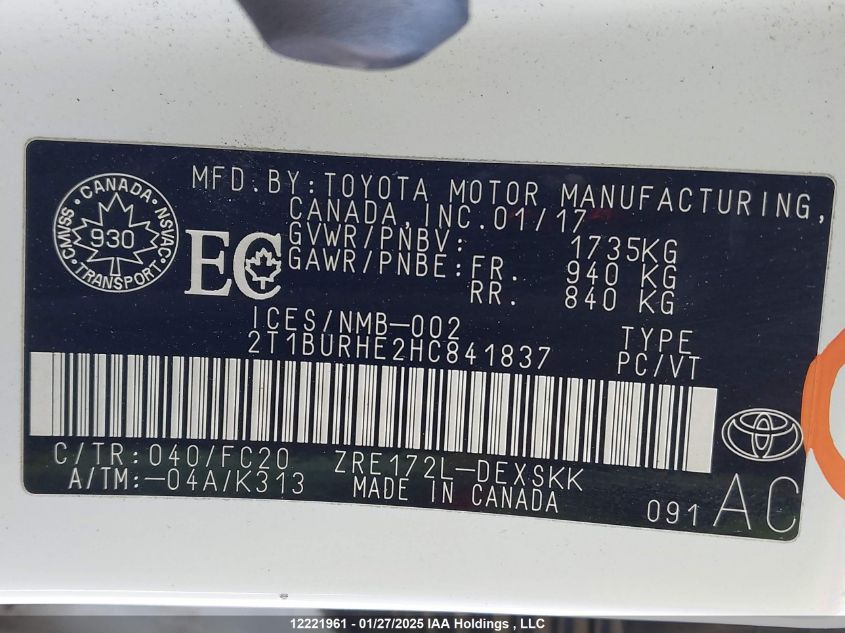 MFD.BY:TOYOTA MOTOR MANUFACTURING,
CANADA,INC.01/17
GVWR/PNBV: 1735KG
GAWR/PNBE:FR. 940 KG
RR. 840 KG
CANADA
CMVSS 930 NSVAC
TRANSPORT
EC
ICES/NMB-002
2T1BURHE2HC841837
TYPE
PC/VT
C/TR:040/FC20 ZRE172L-DEXSKK
A/TM:-04A/K313 MADE IN CANADA
091 AC
12221961 - 01/27/2025 IAA Holdings , LLC